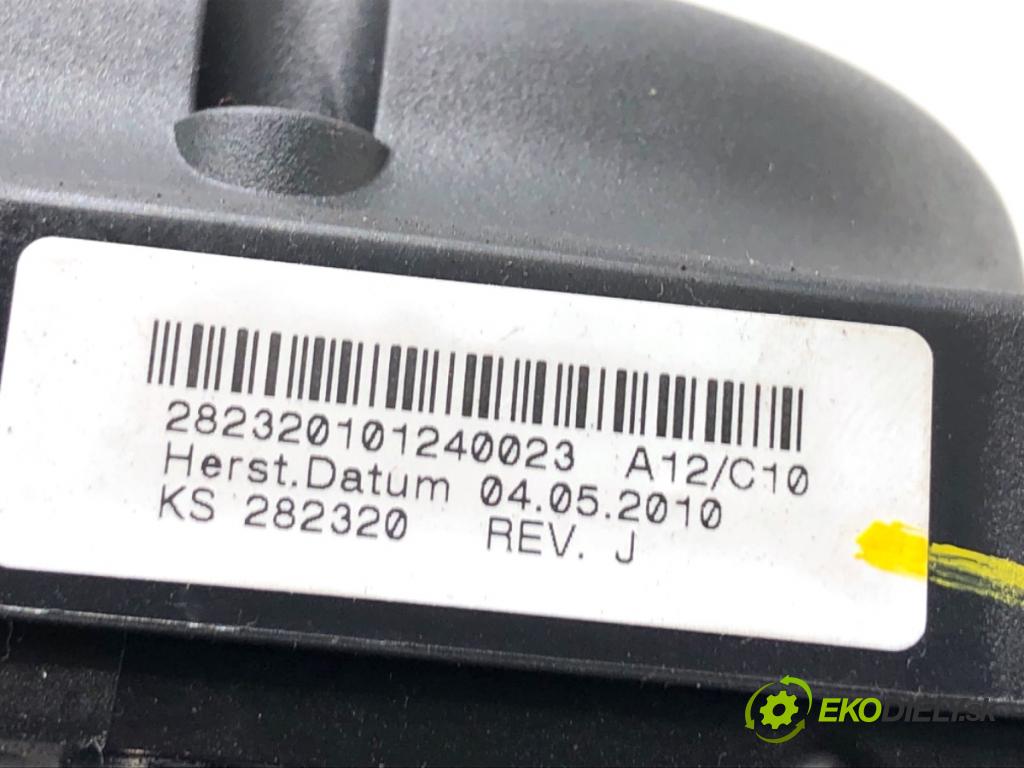 282320101240023 A12/C10
Herst.Datum 04.05.2010
KS 282320 REV. J
EKODIELY.SK